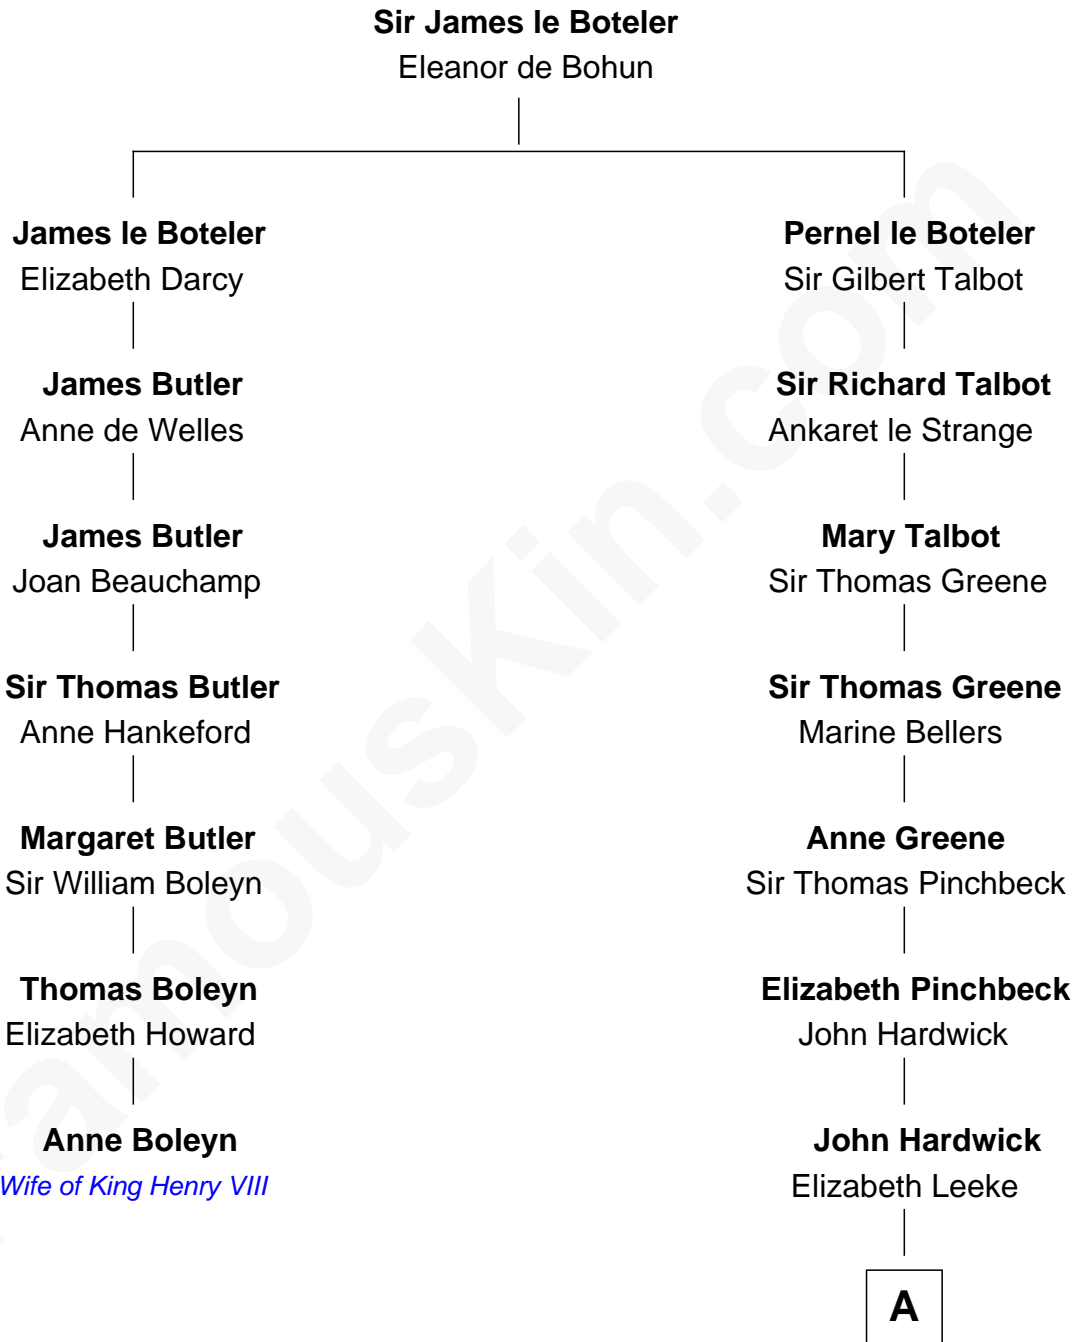 Sir James le Boteler
Eleanor de Bohun
James le Boteler
Elizabeth Darcy
James Butler
Anne de Welles
James Butler
Joan Beauchamp
Sir Thomas Butler
Anne Hankeford
Margaret Butler
Sir William Boleyn
Thomas Boleyn
Elizabeth Howard
Anne Boleyn
Wife of King Henry VIII
Pernel le Boteler
Sir Gilbert Talbot
Sir Richard Talbot
Ankaret le Strange
Mary Talbot
Sir Thomas Greene
Sir Thomas Greene
Marine Bellers
Anne Greene
Sir Thomas Pinchbeck
Elizabeth Pinchbeck
John Hardwick
John Hardwick
Elizabeth Leeke
A
FamousKin.com